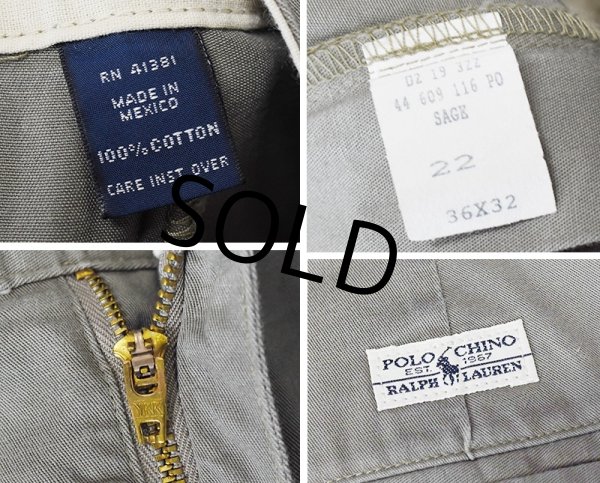 RN 41381
MADE IN
MEXICO
100% COTTON
CARE INST. OVER
02 19 322
44 609 116 PO
SAGE
22
36X32
SOLD
YKK
POLO CHINO
EST. 1967
RALPH LAUREN